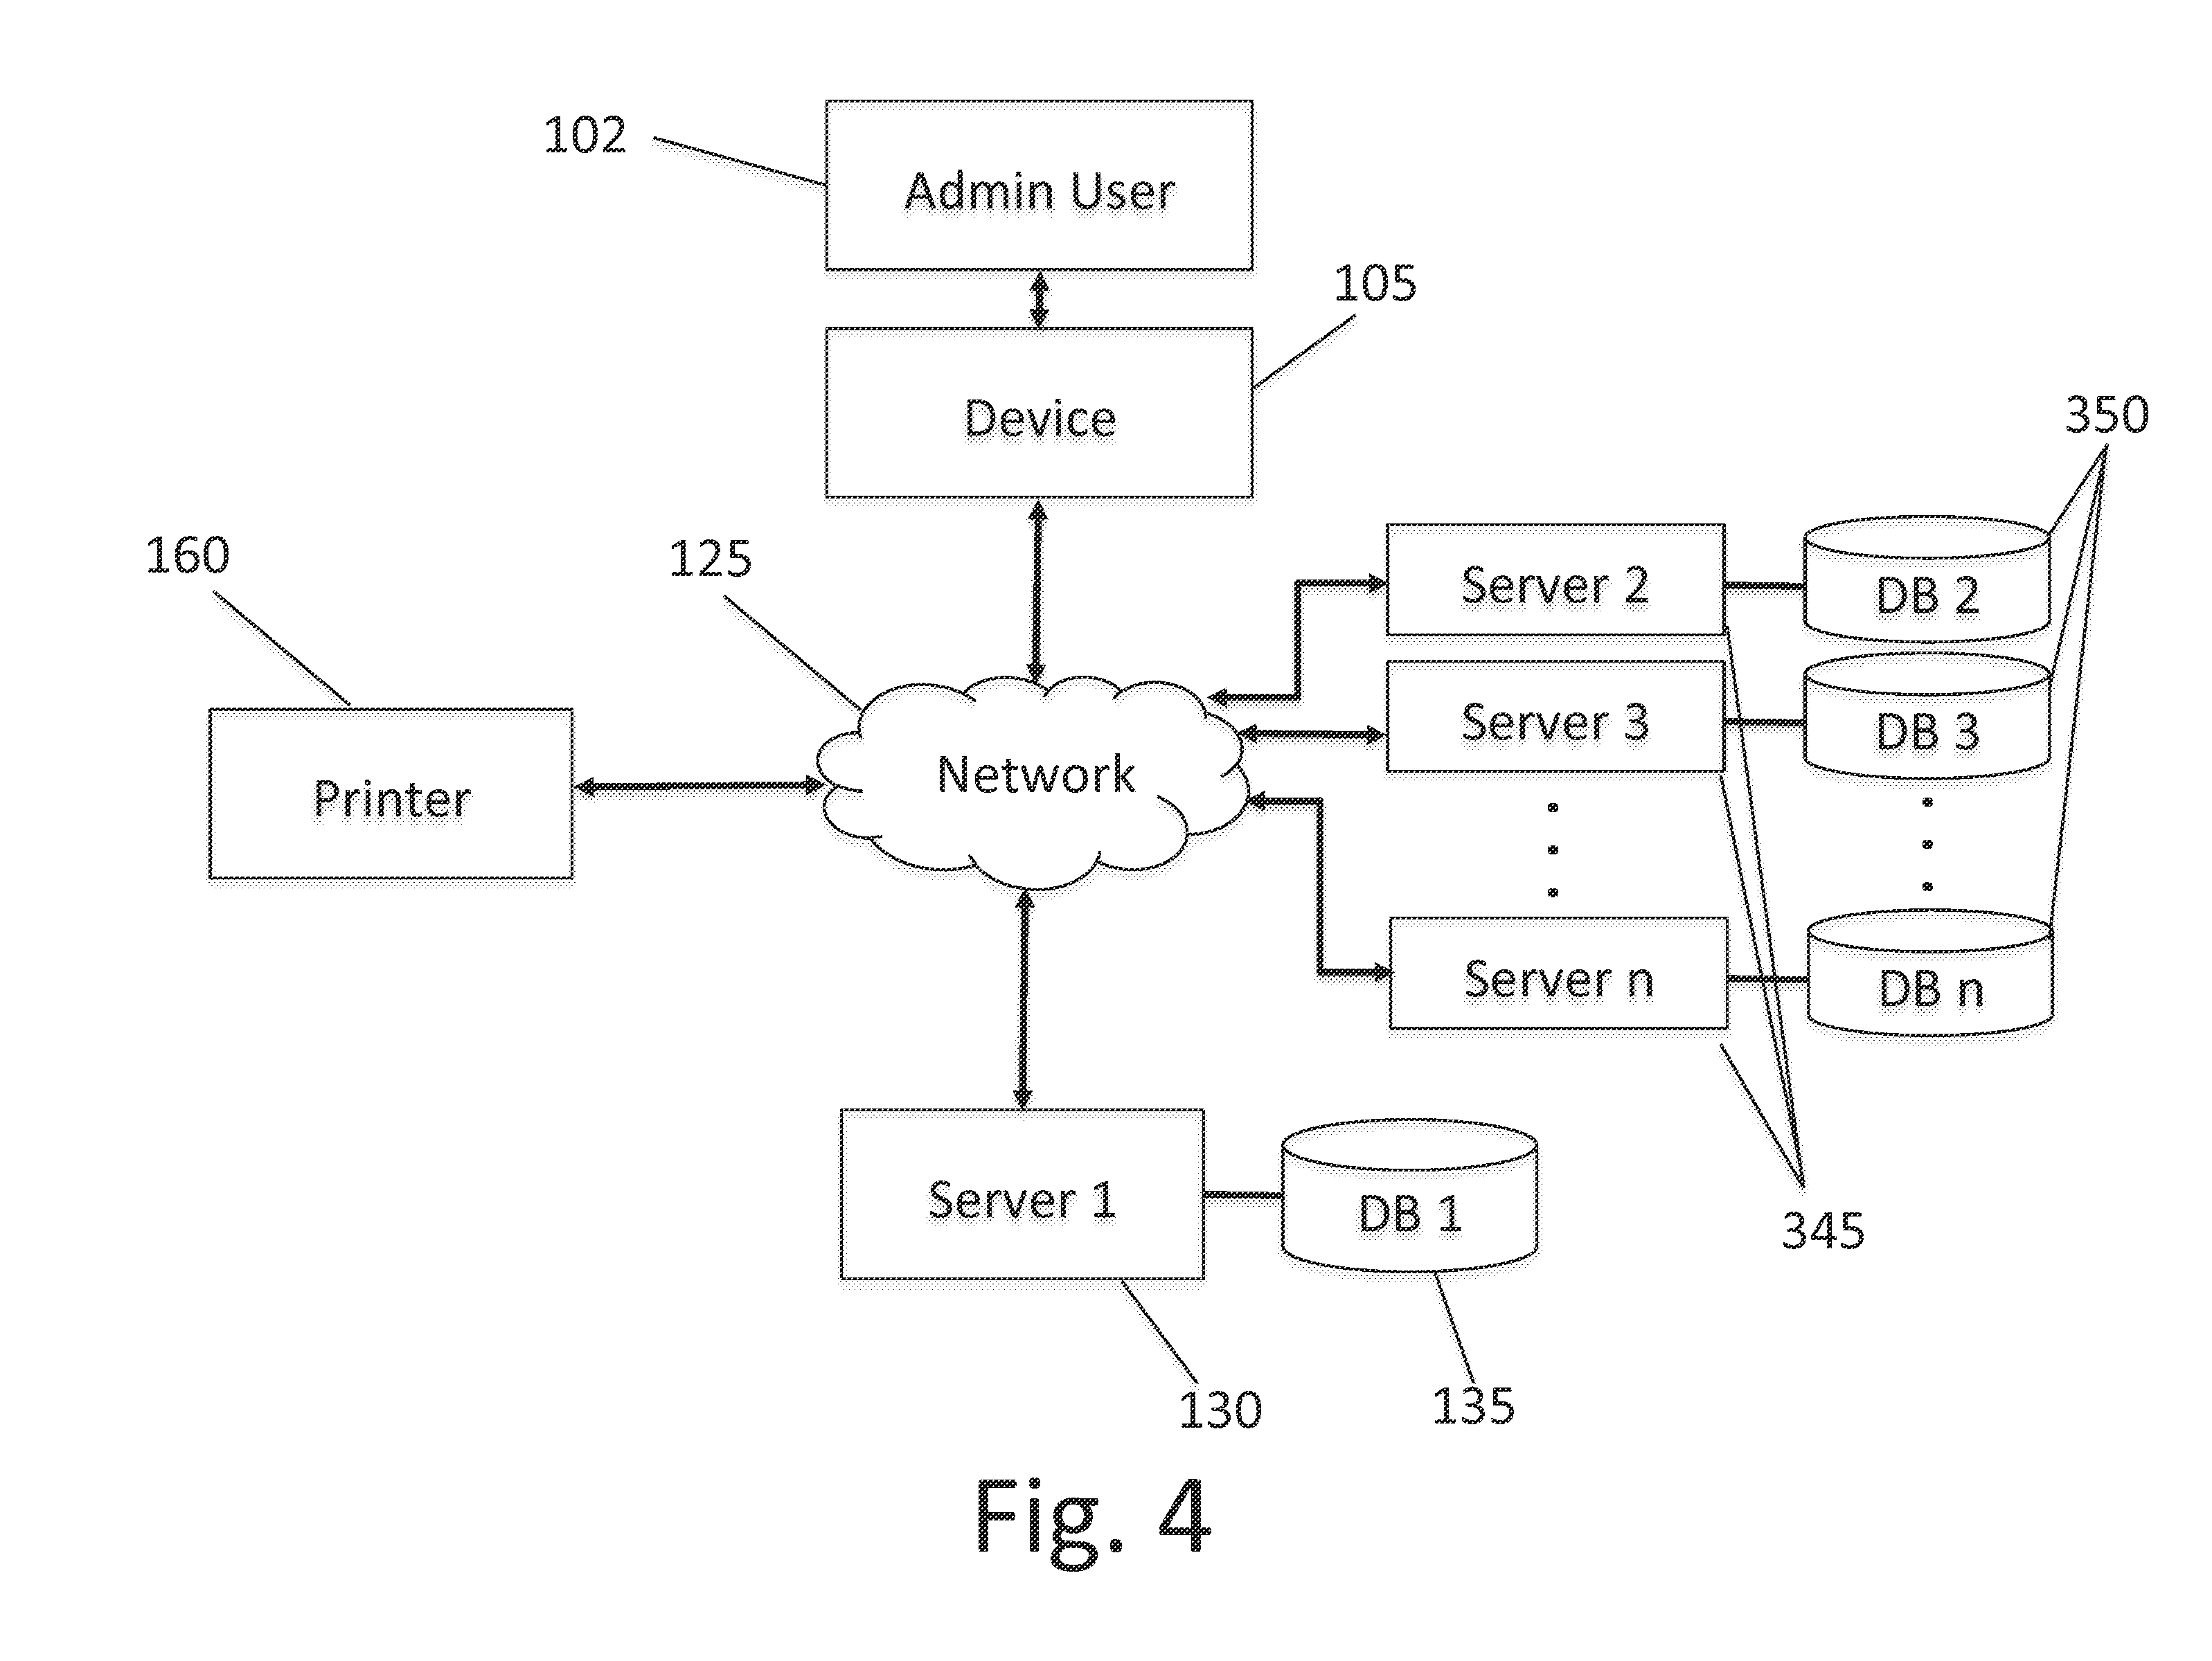 102
Admin User
105
Device
350
160
125
Server 2
DB 2
Server 3
DB 3
Network
Printer
Server n
DB n
Server 1
DB 1
345
130
135
Fig. 4